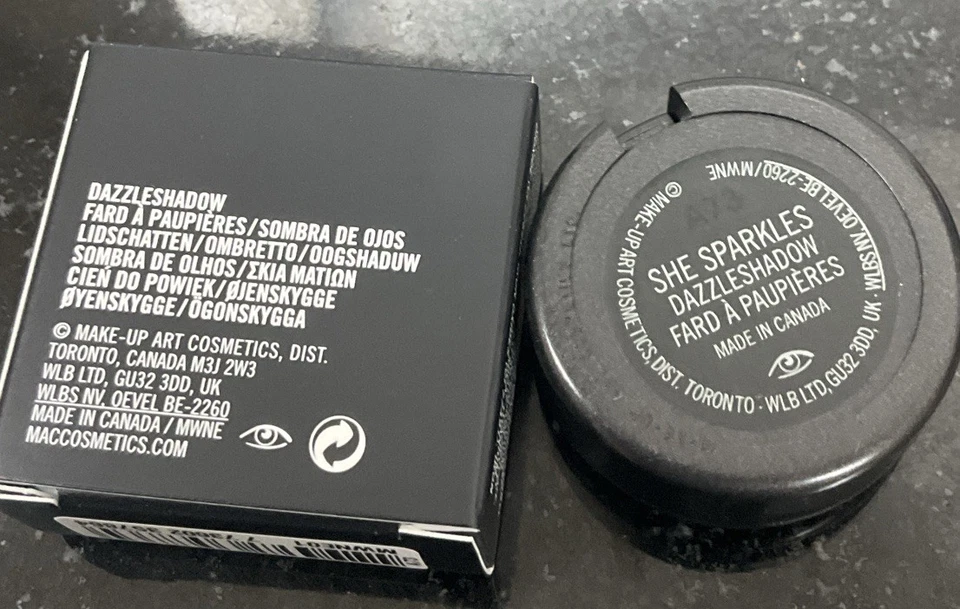 DAZZLESHADOW
FARD À PAUPIÈRES/SOMBRA DE OJOS
LIDSCHATTEN/OMBRETTO/OOGSHADUW
SOMBRA DE OLHOS/ΣΚΙΑ ΜΑΤΙΩΝ
CIEŃ DO POWIEK/ØJENSKYGGE
ØYENSKYGGE/ÖGONSKYGGA
© MAKE-UP ART COSMETICS, DIST.
TORONTO, CANADA M3J 2W3
WLB LTD, GU32 3DD, UK
WLBS NV. OEVEL BE-2260
MADE IN CANADA / MWNE
MACCOSMETICS.COM
SHE SPARKLES
DAZZLESHADOW
FARD À PAUPIÈRES
MADE IN CANADA
© MAKE-UP ART COSMETICS, DIST. TORONTO · WLB LTD, GU32 3DD, UK · WLBS NV. OEVEL BE-2260/MWNE